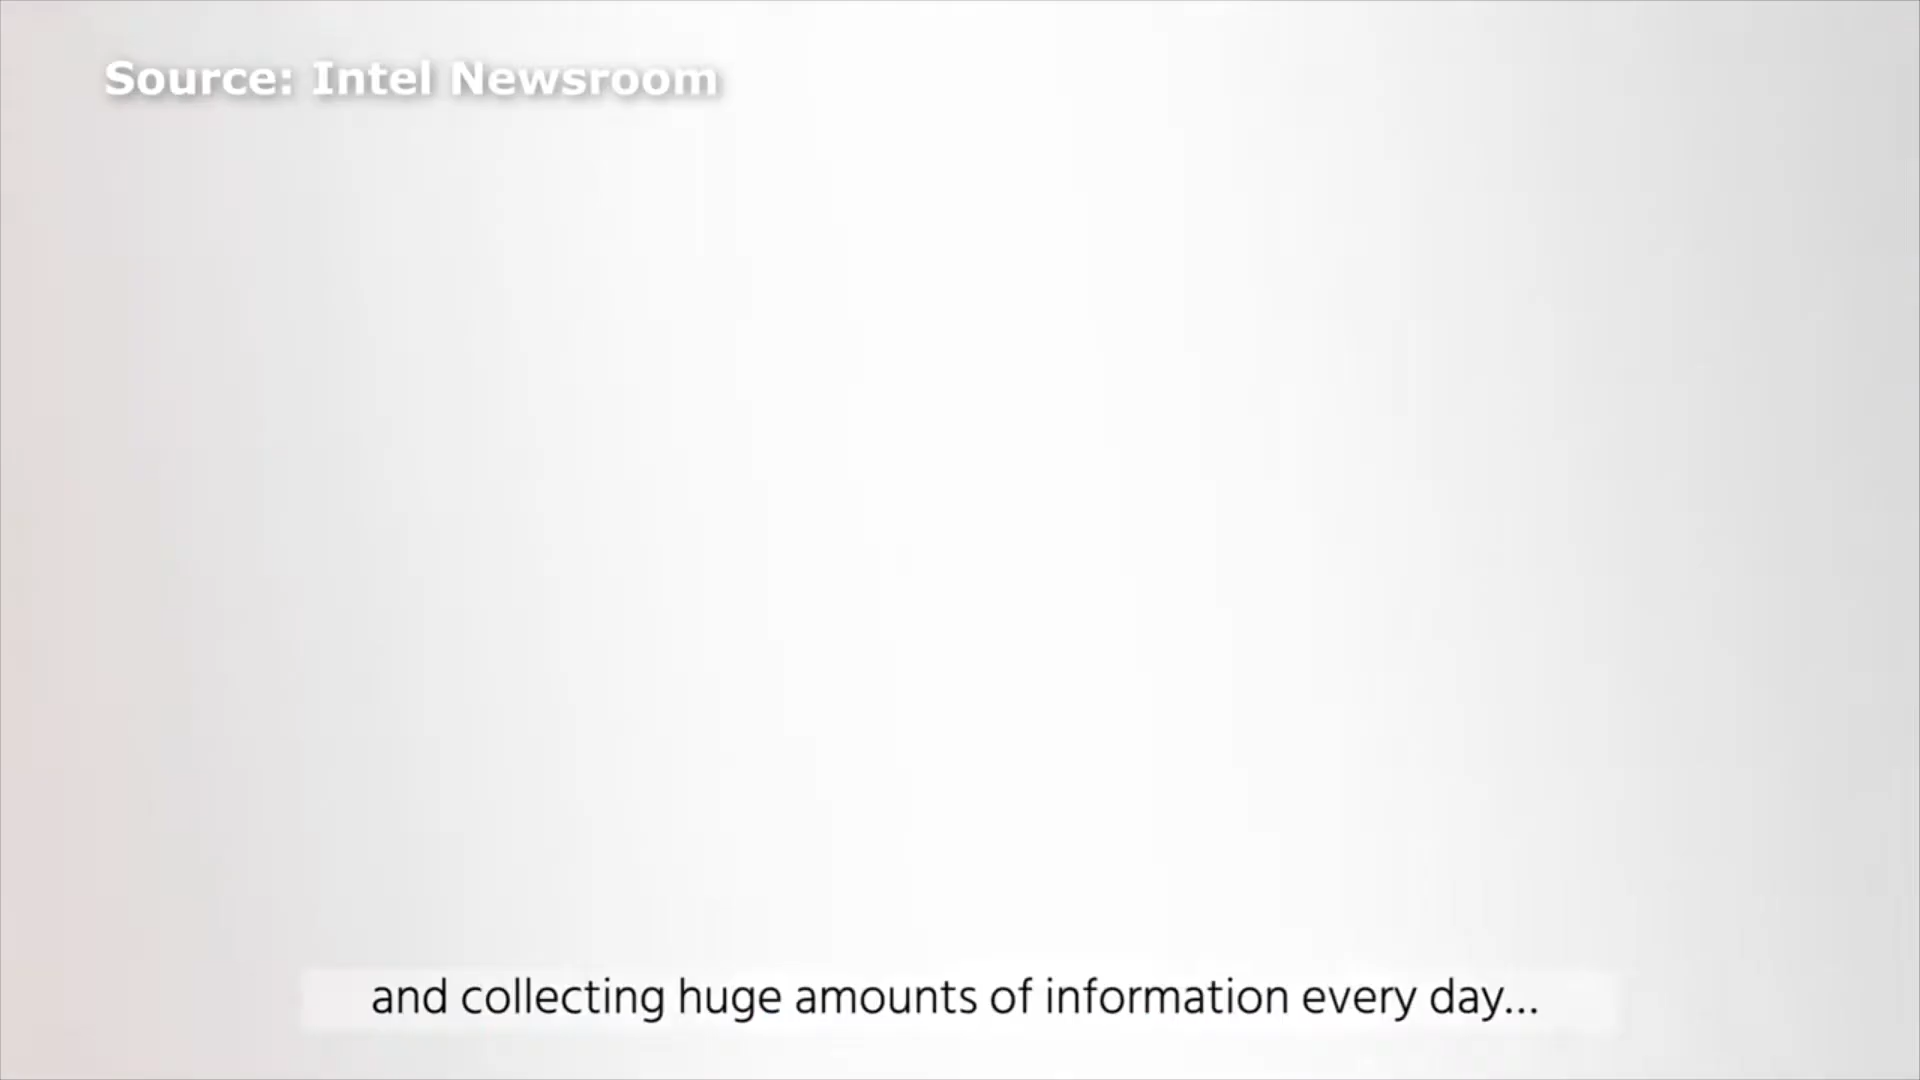 Source: Intel Newsroom
and collecting huge amounts of information every day...